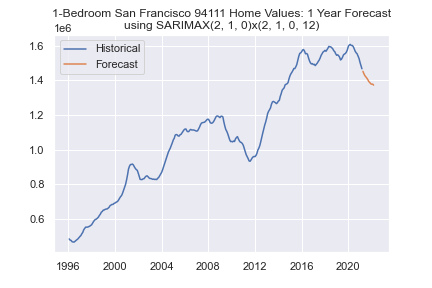 1-Bedroom San Francisco 94111 Home Values: 1 Year Forecast
using SARIMAX(2, 1, 0)x(2, 1, 0, 12)
1e6
Historical
Forecast
1.6
1.4
1.2
1.0
0.8
0.6
1996 2000 2004 2008 2012 2016 2020